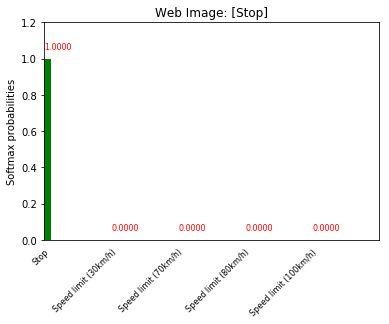 Web Image: [Stop]
1.2
1.0
0.8
0.6
0.4
0.2
0.0
Softmax probabilities
1.0000
0.0000
0.0000
0.0000
0.0000
Stop
Speed limit (30km/h)
Speed limit (70km/h)
Speed limit (80km/h)
Speed limit (100km/h)